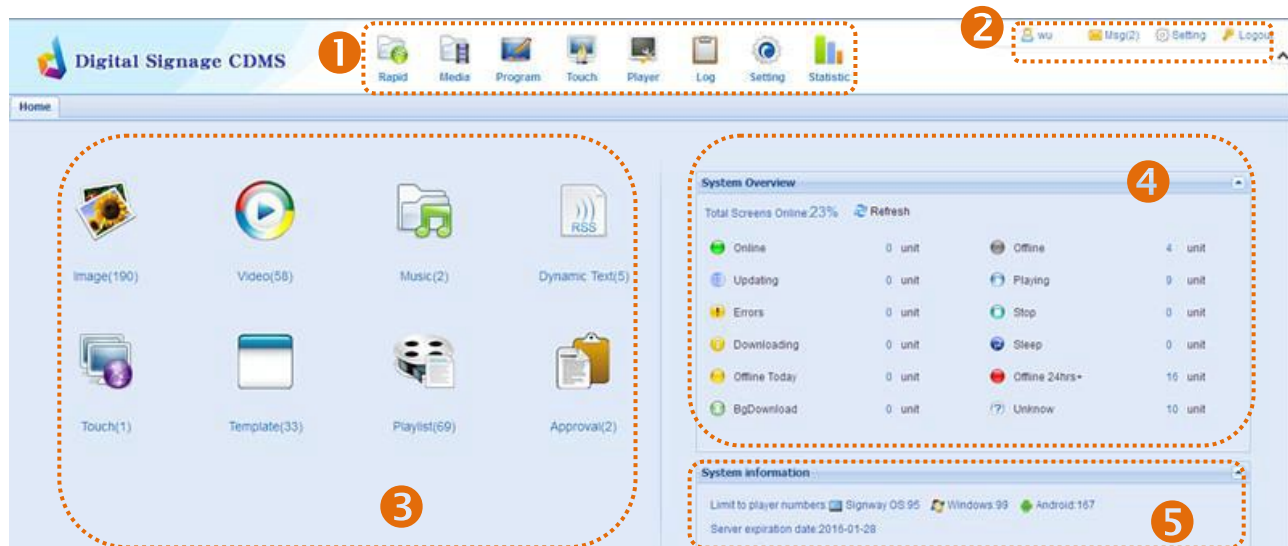 1
2
wu Msg(2) Setting Logout
Digital Signage CDMS
Rapid Media Program Touch Player Log Setting Statistic
Home
4
System Overview
Total Screens Online:23% Refresh
RSS
Online 0 unit Offline 4 unit
Image(190) Video(58) Music(2) Dynamic Text(5)
Updating 0 unit Playing 9 unit
Errors 0 unit Stop 0 unit
Downloading 0 unit Sleep 0 unit
Offline Today 0 unit Offline 24hrs+ 16 unit
BgDownload 0 unit (?) Unknow 10 unit
Touch(1) Template(33) Playlist(69) Approval(2)
System information
3
5
Limit to player numbers: Signway OS:95 Windows:99 Android:167
Server expiration date:2016-01-28